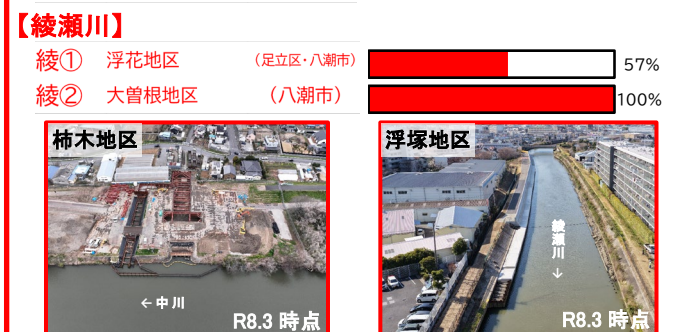 【綾瀬川】
綾① 浮花地区 （足立区・八潮市） 57%
綾② 大曽根地区 （八潮市） 100%
柿木地区
←中川
R8.3 時点
浮塚地区
綾瀬川→
R8.3 時点